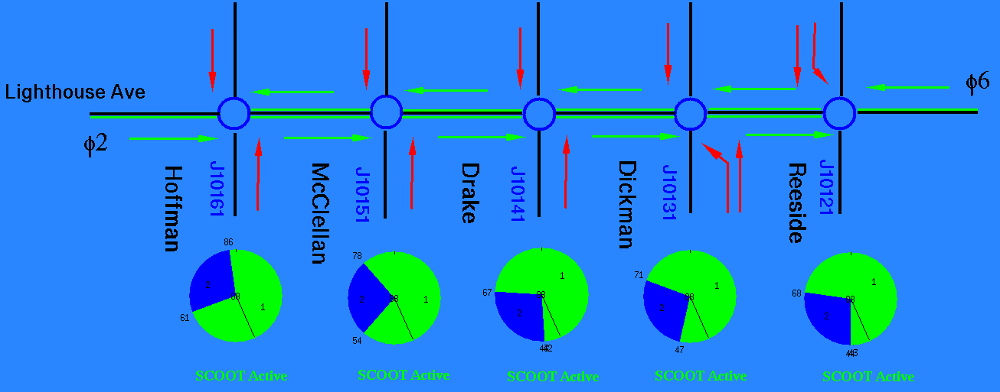 Lighthouse Ave
ϕ6
ϕ2
Hoffman
J10161
McClellan
J10151
Drake
J10141
Dickman
J10131
Reeside
J10121
86
2
1
61
78
2
1
54
1
67
2
71
1
2
47
1
68
2
SCOOT Active
SCOOT Active
SCOOT Active
SCOOT Active
SCOOT Active